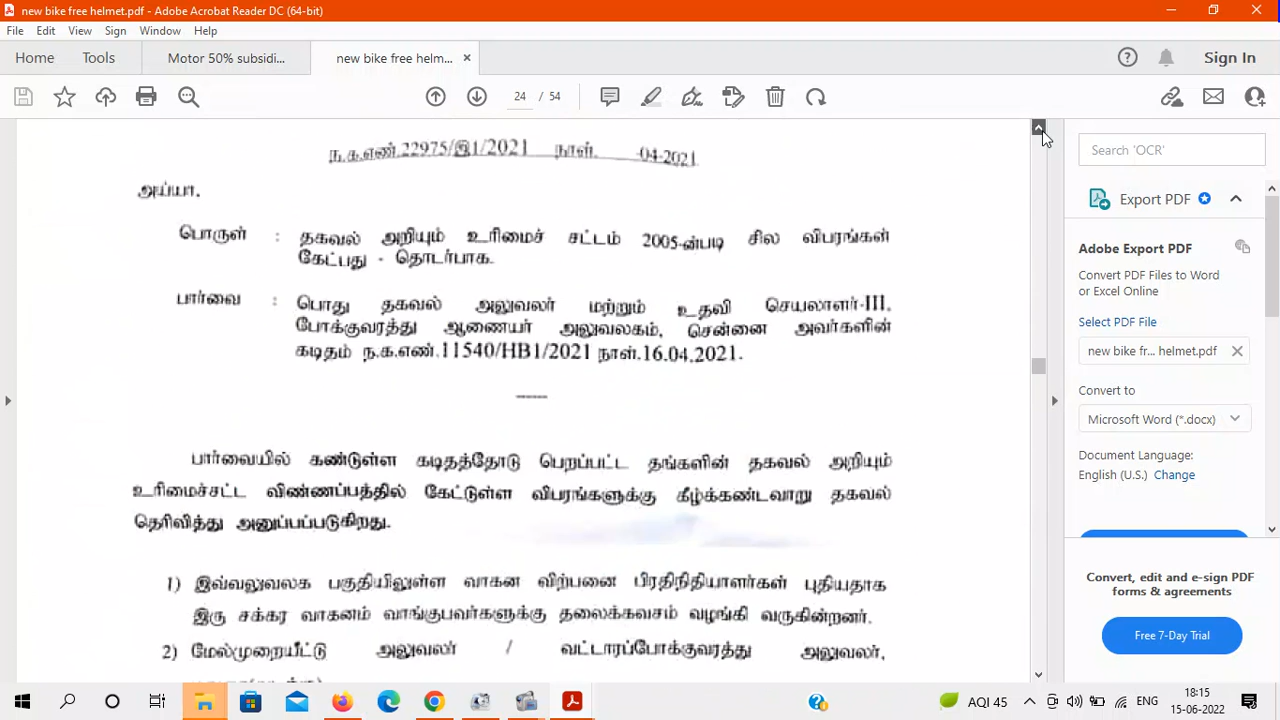 new bike free helmet.pdf - Adobe Acrobat Reader DC (64-bit)
File Edit View Sign Window Help
Home Tools Motor 50% subsidi... new bike free helm... ×
Sign In
24 / 54
ந.க.எண்.22975/இ1/2021 நாள். -04-2021
அய்யா.
பொருள் : தகவல் அறியும் உரிமைச் சட்டம் 2005-ன்படி சில விபரங்கள்
கேட்பது - தொடர்பாக.
பார்வை : பொது தகவல் அலுவலர் மற்றும் உதவி செயலாளர்-III,
போக்குவரத்து ஆணையர் அலுவலகம், சென்னை அவர்களின்
கடிதம் ந.க.எண்.11540/HB1/2021 நாள்.16.04.2021.
-----
பார்வையில் கண்டுள்ள கடிதத்தோடு பெறப்பட்ட தங்களின் தகவல் அறியும்
உரிமைச்சட்ட விண்ணப்பத்தில் கேட்டுள்ள விபரங்களுக்கு கீழ்க்கண்டவாறு தகவல்
தெரிவித்து அனுப்பப்படுகிறது.
1) இவ்வலுவலக பகுதியிலுள்ள வாகன விற்பனை பிரதிநிதியாளர்கள் புதியதாக
இரு சக்கர வாகனம் வாங்குபவர்களுக்கு தலைக்கவசம் வழங்கி வருகின்றனர்.
2) மேல்முறையீட்டு அலுவலர் / வட்டாரப்போக்குவரத்து அலுவலர்,
Search 'OCR'
Export PDF
Adobe Export PDF
Convert PDF Files to Word
or Excel Online
Select PDF File
new bike fr... helmet.pdf
Convert to
Microsoft Word (*.docx)
Document Language:
English (U.S.) Change
Convert, edit and e-sign PDF
forms & agreements
Free 7-Day Trial
AQI 45 ENG 18:15
15-06-2022